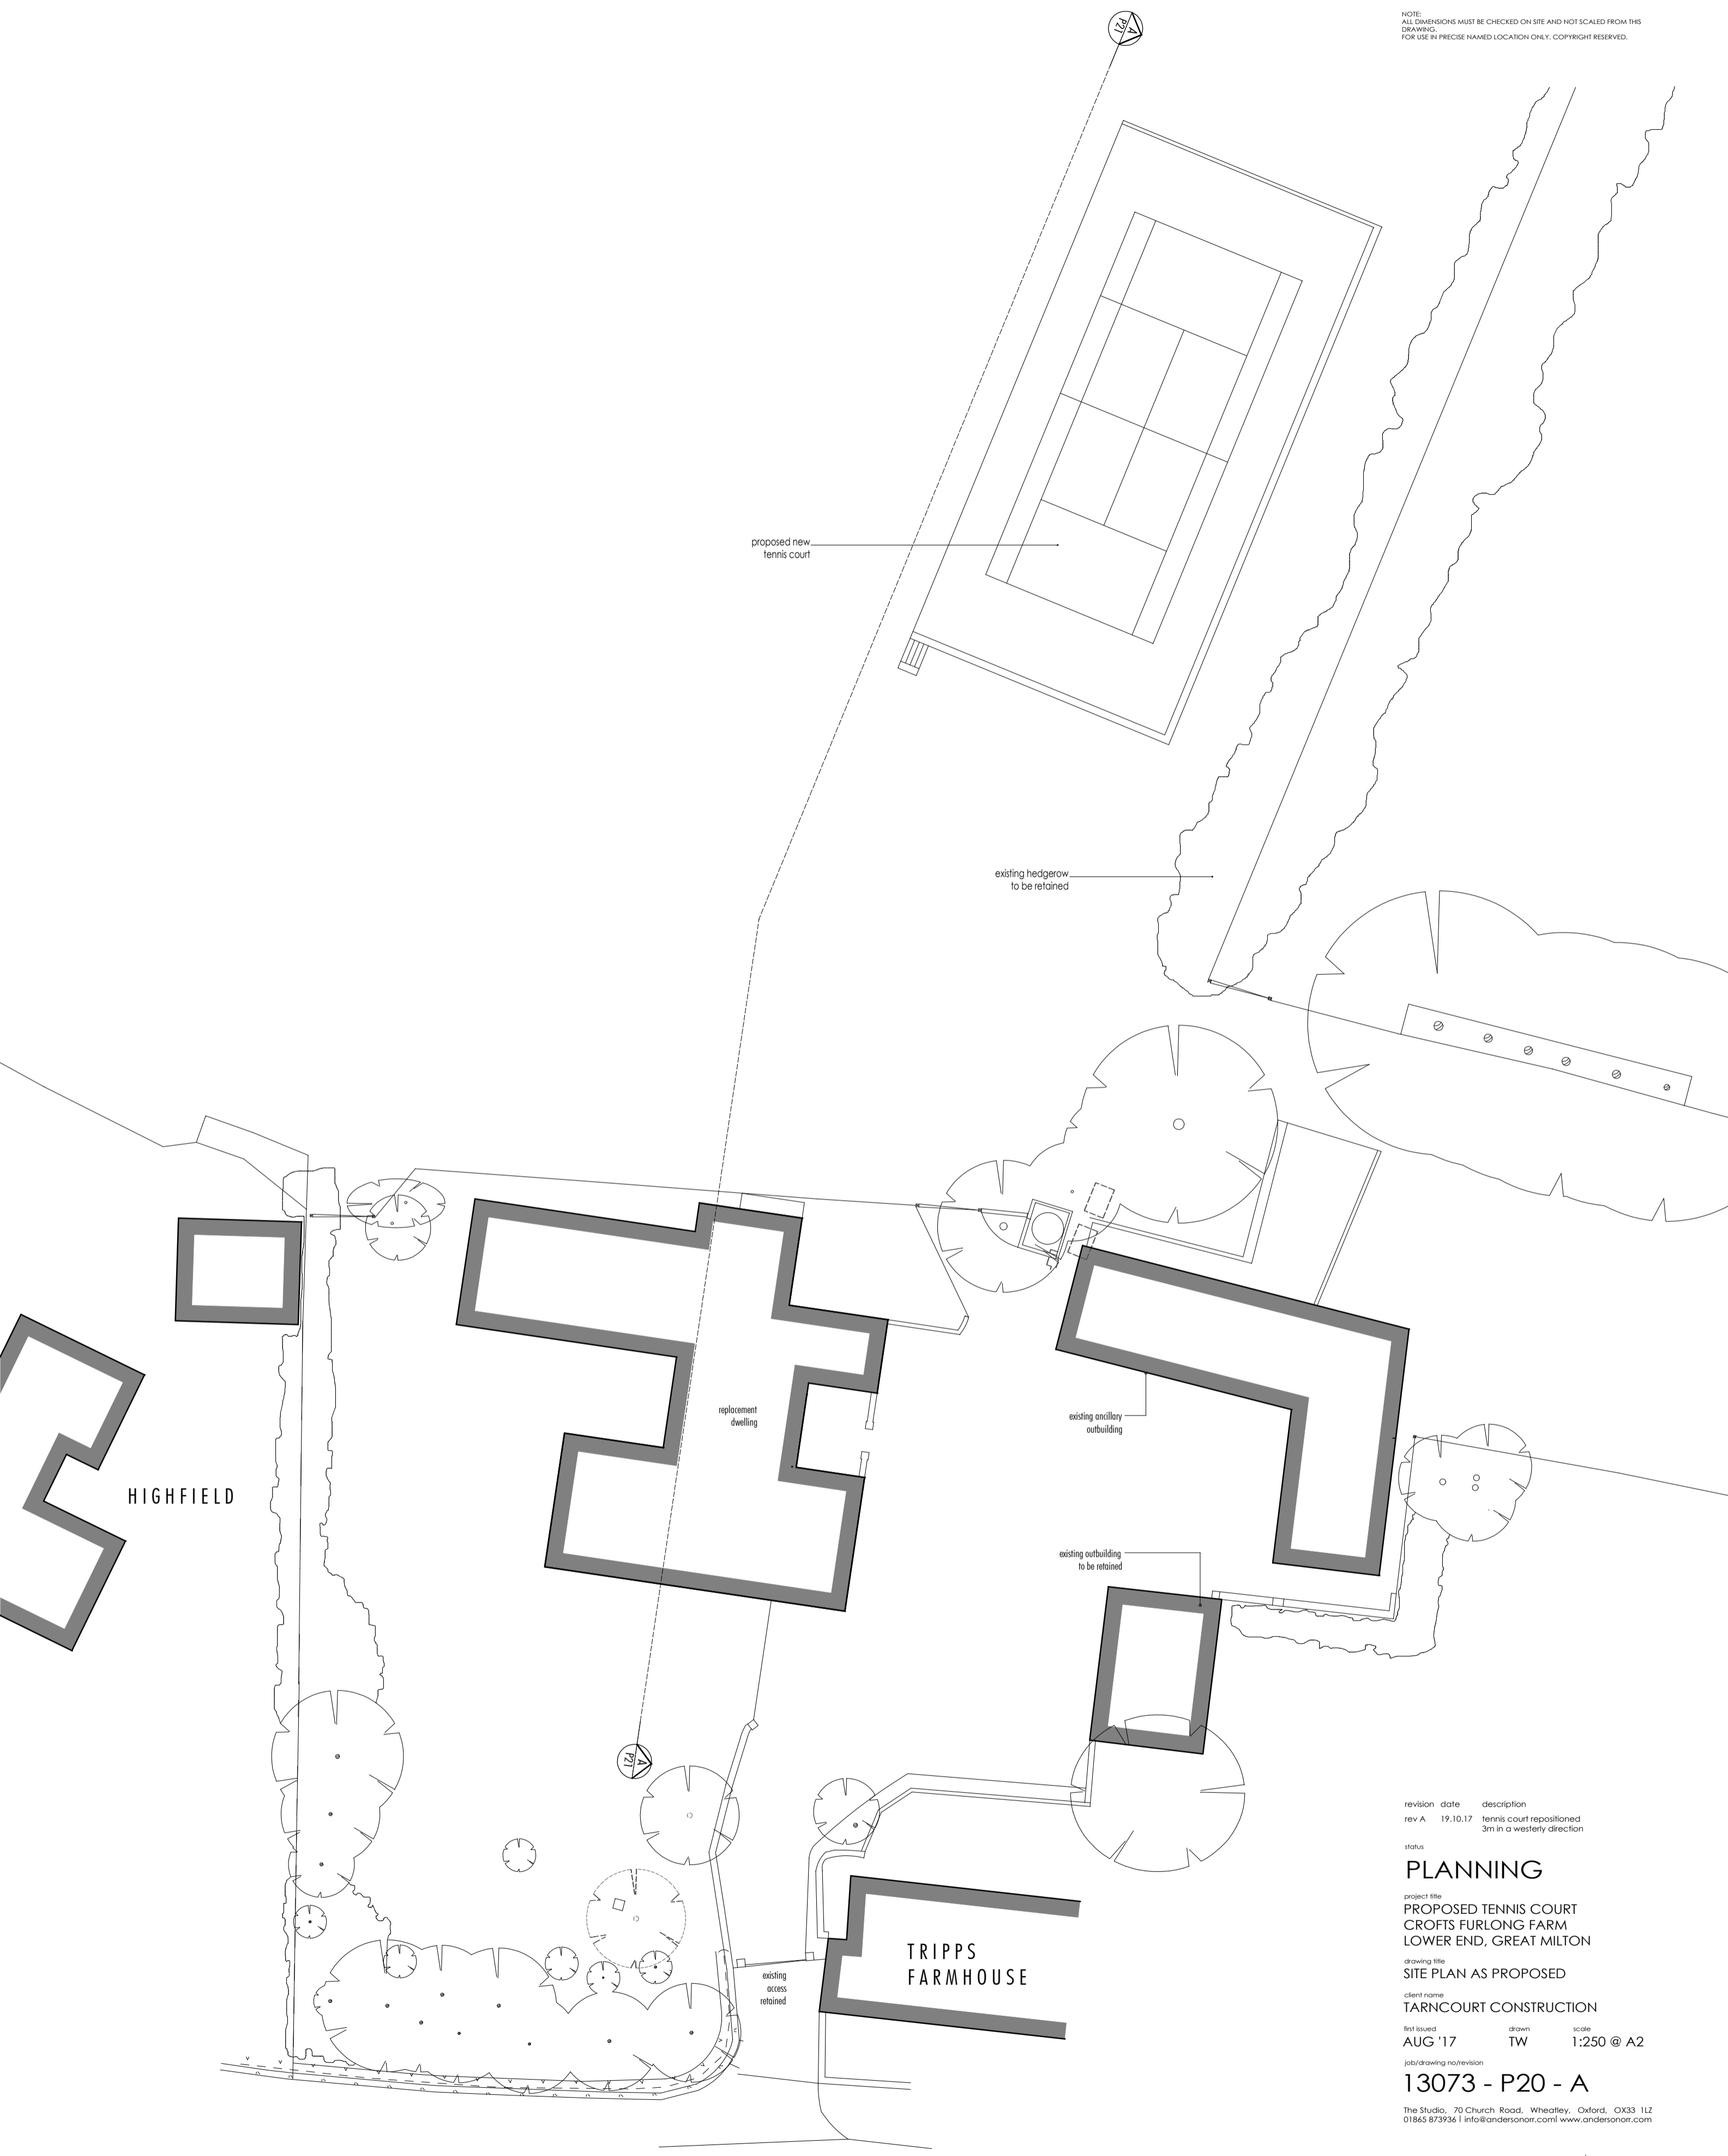 NOTE:
ALL DIMENSIONS MUST BE CHECKED ON SITE AND NOT SCALED FROM THIS
DRAWING.
FOR USE IN PRECISE NAMED LOCATION ONLY. COPYRIGHT RESERVED.
A
P21
proposed new
tennis court
existing hedgerow
to be retained
replacement
dwelling
existing ancillary
outbuilding
HIGHFIELD
existing outbuilding
to be retained
A
P21
TRIPPS
FARMHOUSE
existing
access
retained
revision date description
rev A 19.10.17 tennis court repositioned
3m in a westerly direction
status
PLANNING
project title
PROPOSED TENNIS COURT
CROFTS FURLONG FARM
LOWER END, GREAT MILTON
drawing title
SITE PLAN AS PROPOSED
client name
TARNCOURT CONSTRUCTION
first issued drawn scale
AUG '17 TW 1:250 @ A2
job/drawing no/revision
13073 - P20 - A
The Studio, 70 Church Road, Wheatley, Oxford, OX33 1LZ
01865 873936 | info@andersonorr.com| www.andersonorr.com